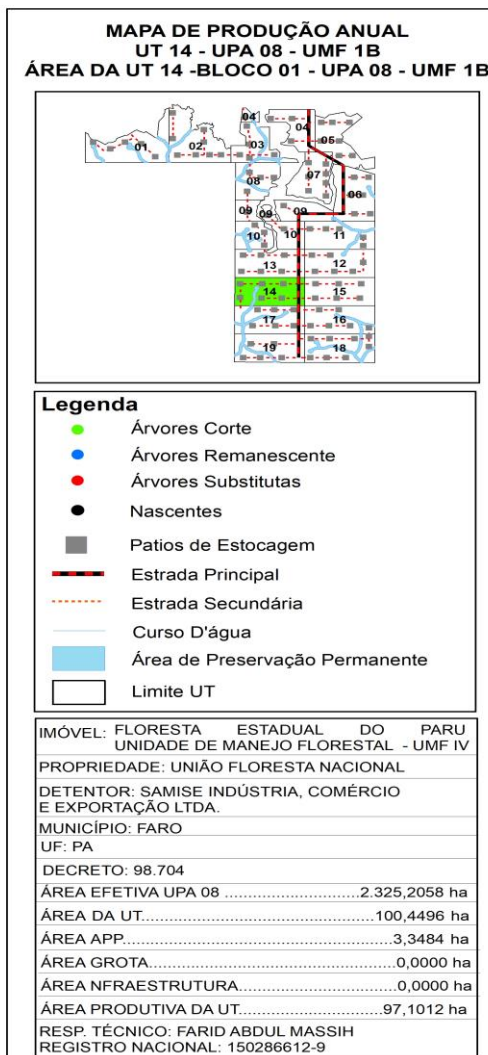 MAPA DE PRODUÇÃO ANUAL
UT 14 - UPA 08 - UMF 1B
ÁREA DA UT 14 -BLOCO 01 - UPA 08 - UMF 1B
04
04
05
01
02
03
07
08
06
09
09
09
10
10
11
13
12
14
15
17
16
19
18
Legenda
Árvores Corte
Árvores Remanescente
Árvores Substitutas
Nascentes
Patios de Estocagem
Estrada Principal
Estrada Secundária
Curso D'água
Área de Preservação Permanente
Limite UT
IMÓVEL: FLORESTA ESTADUAL DO PARU
UNIDADE DE MANEJO FLORESTAL - UMF IV
PROPRIEDADE: UNIÃO FLORESTA NACIONAL
DETENTOR: SAMISE INDÚSTRIA, COMÉRCIO
E EXPORTAÇÃO LTDA.
MUNICÍPIO: FARO
UF: PA
DECRETO: 98.704
ÁREA EFETIVA UPA 08 ......................2.325,2058 ha
ÁREA DA UT....................................100,4496 ha
ÁREA APP..........................................3,3484 ha
ÁREA GROTA......................................0,0000 ha
ÁREA NFRAESTRUTURA.........................0,0000 ha
ÁREA PRODUTIVA DA UT........................97,1012 ha
RESP. TÉCNICO: FARID ABDUL MASSIH
REGISTRO NACIONAL: 150286612-9